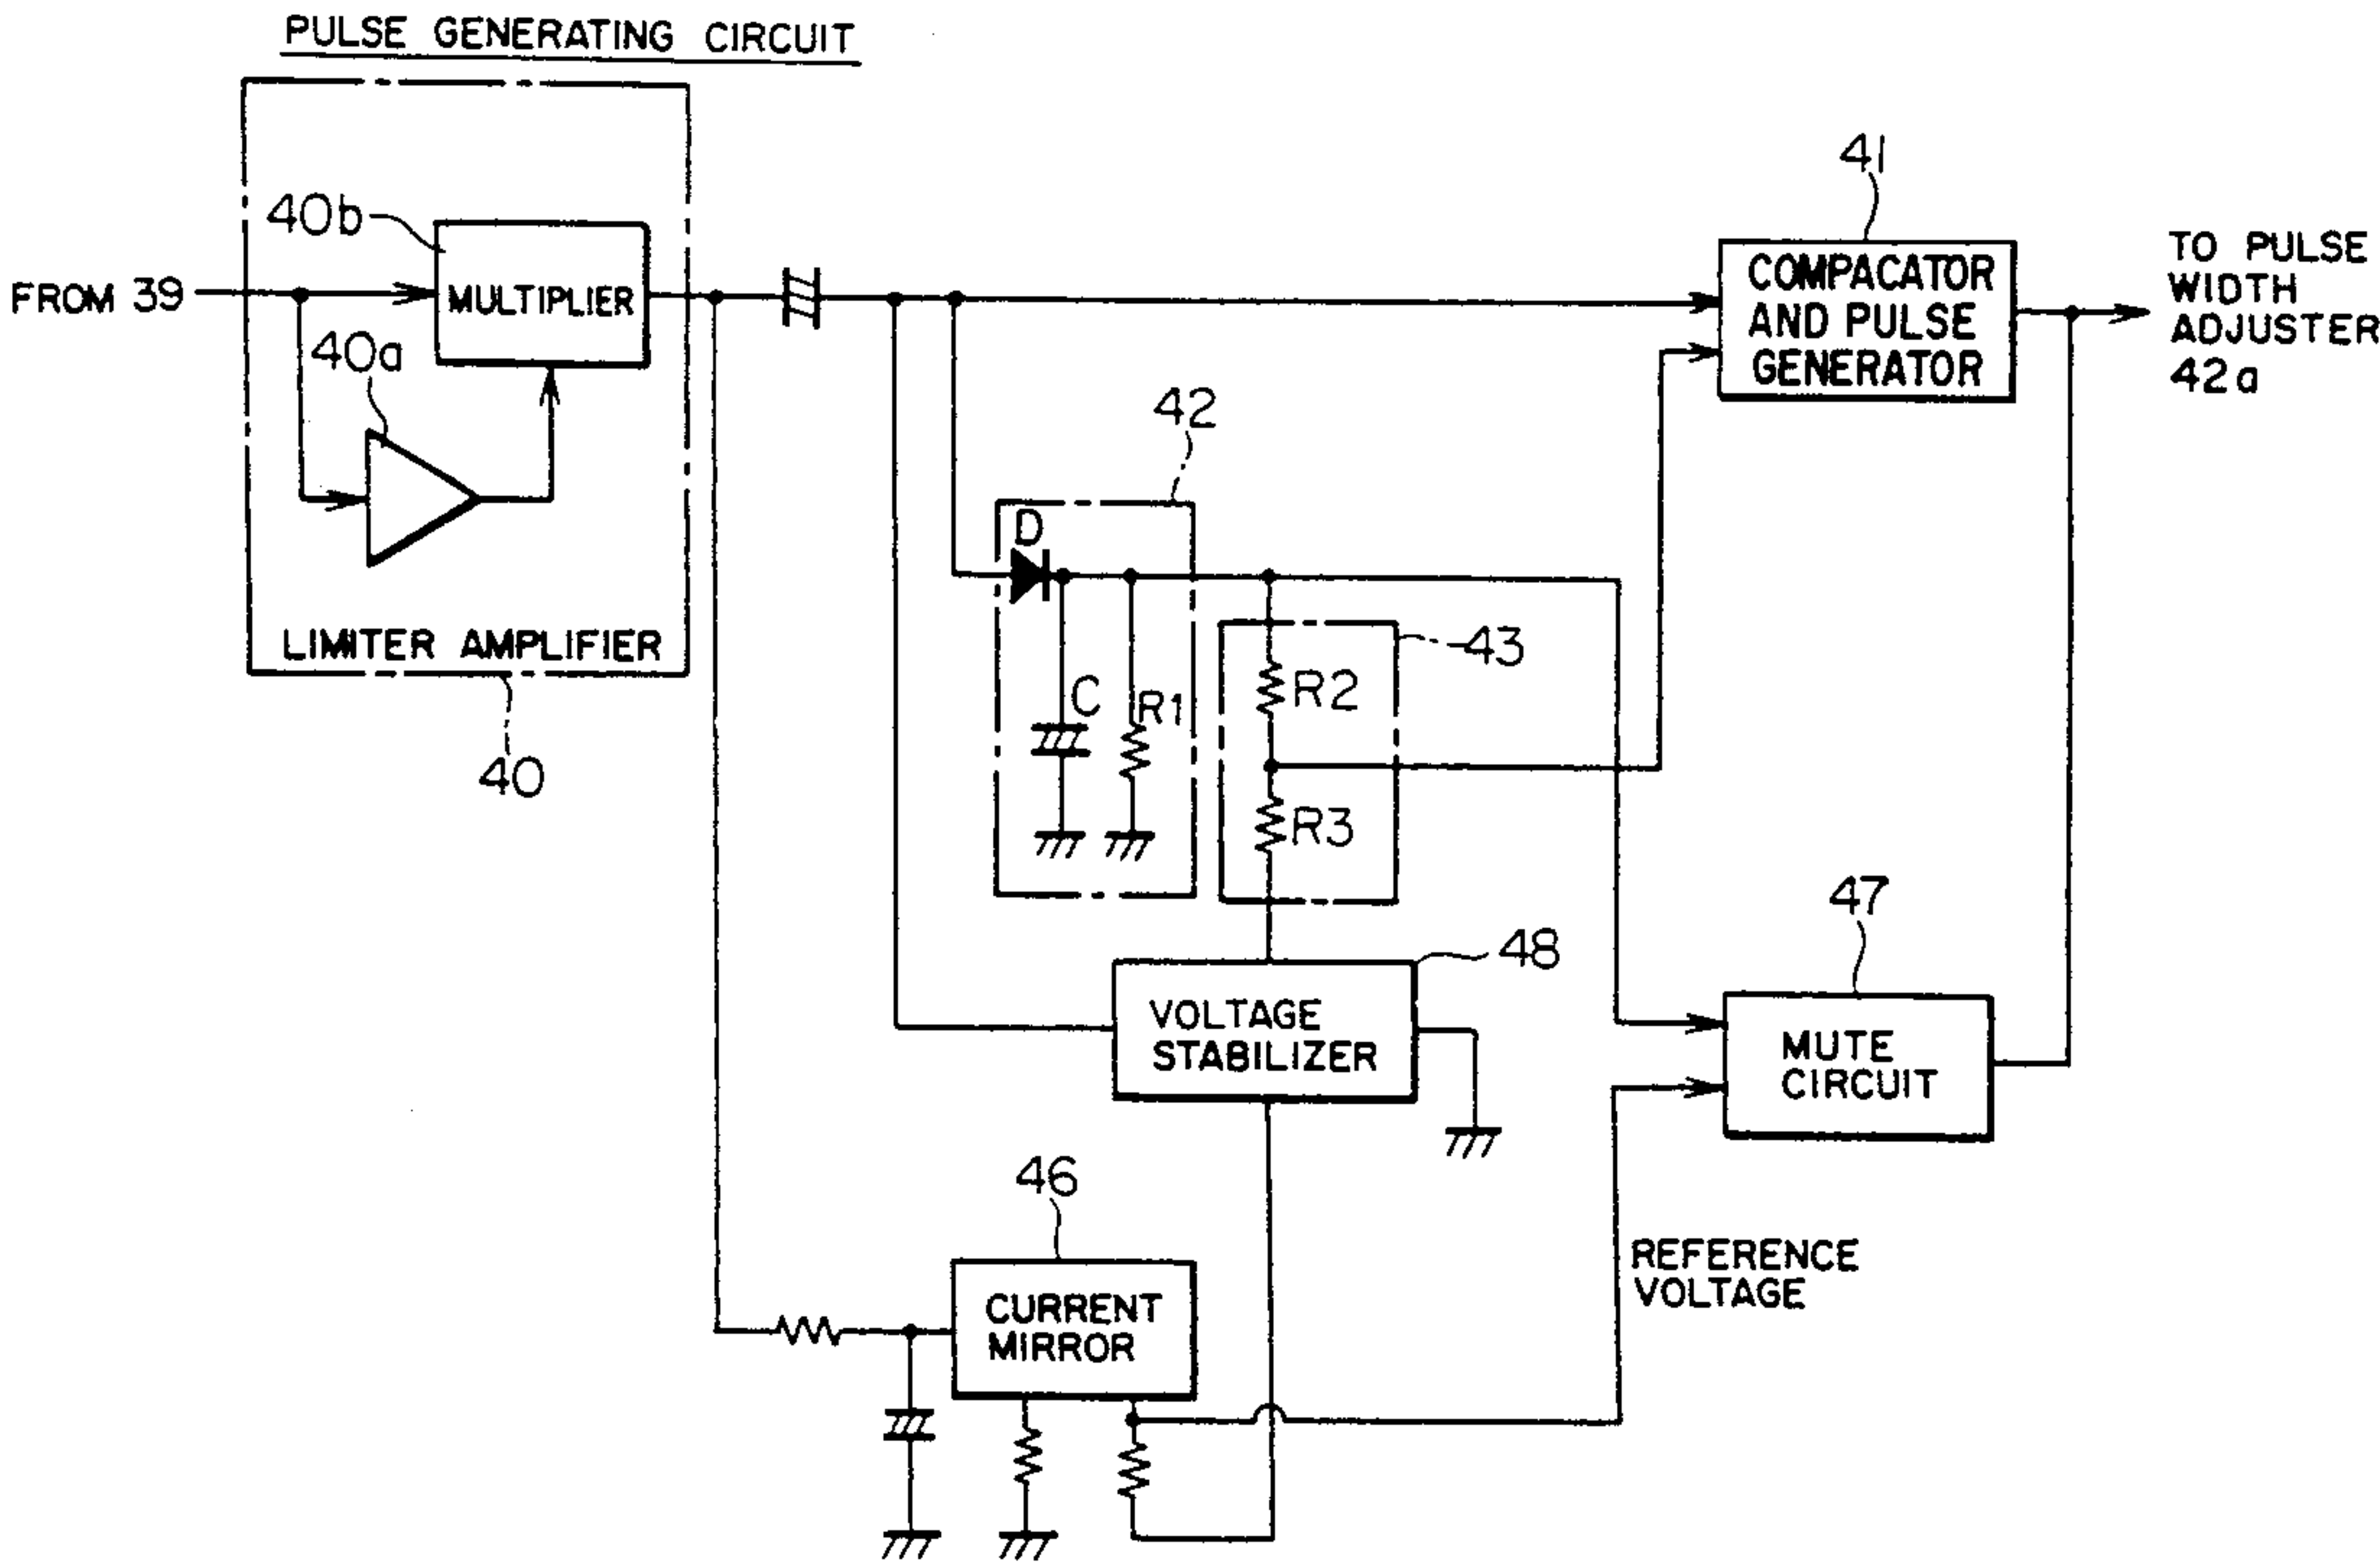 PULSE GENERATING CIRCUIT
41
40b
TO PULSE
WIDTH
ADJUSTER
42a
FROM 39
MULTIPLIER
COMPACATOR
AND PULSE
GENERATOR
40a
42
D
LIMITER AMPLIFIER
43
R2
C
R1
40
R3
47
48
VOLTAGE
STABILIZER
MUTE
CIRCUIT
46
REFERENCE
VOLTAGE
CURRENT
MIRROR